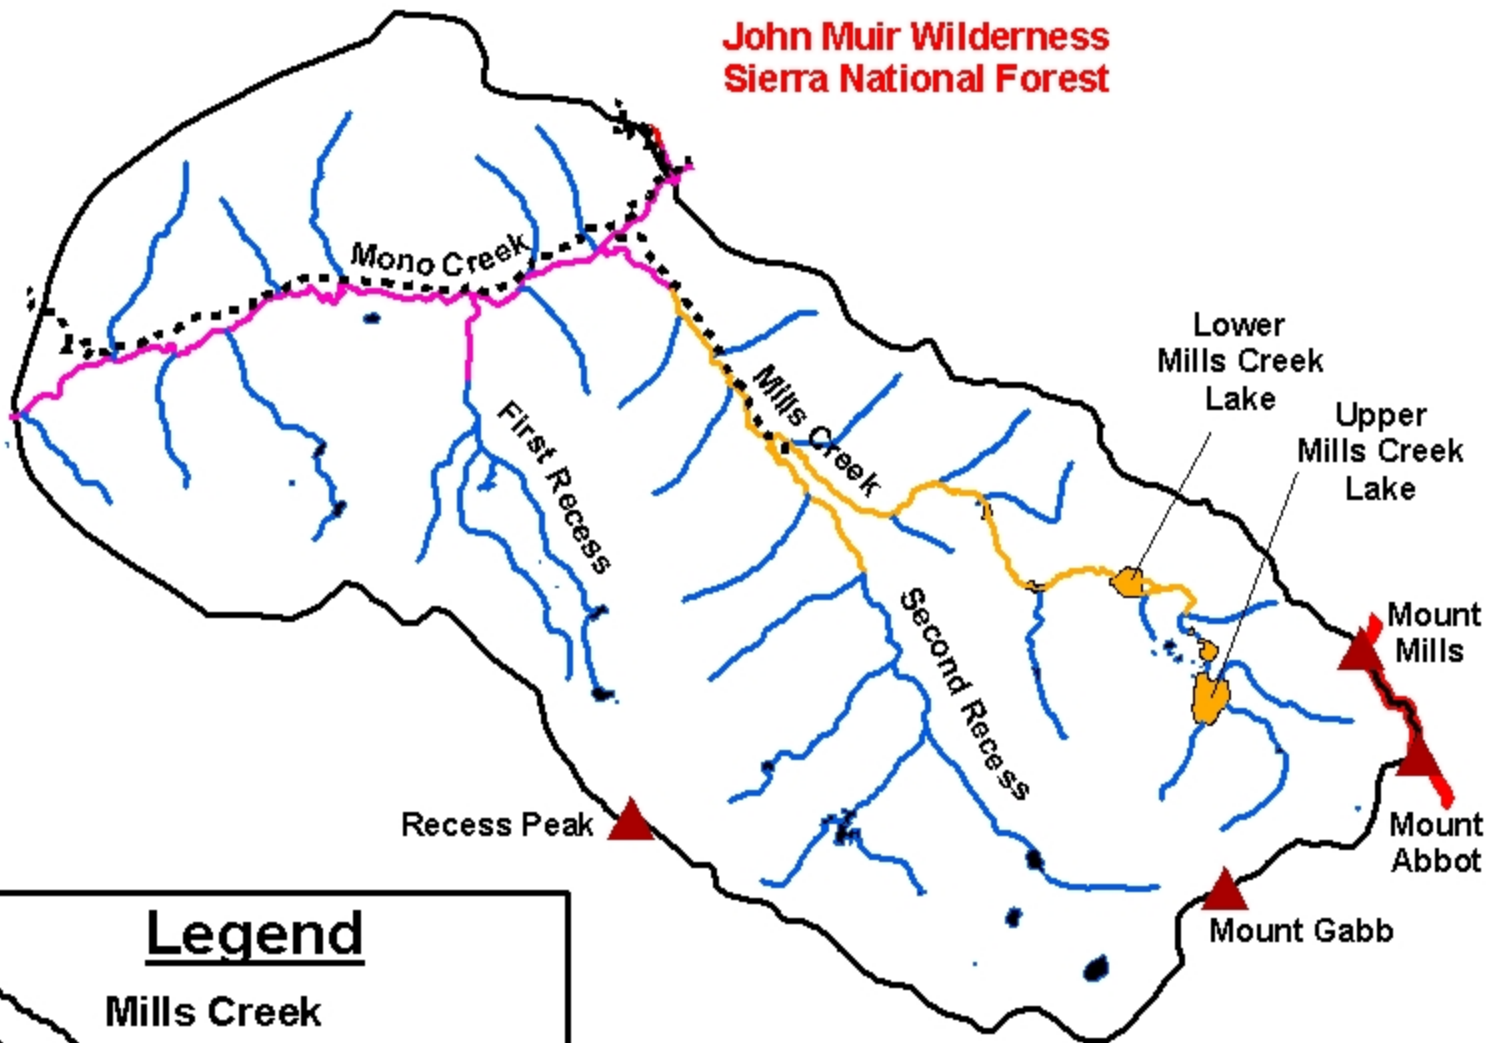 John Muir Wilderness
Sierra National Forest
Mono Creek
Lower
Mills Creek
Lake
Upper
Mills Creek
Lake
Mills Creek
First Recess
Second Recess
Mount
Mills
Recess Peak
Mount
Abbot
Mount Gabb
Legend
Mills Creek